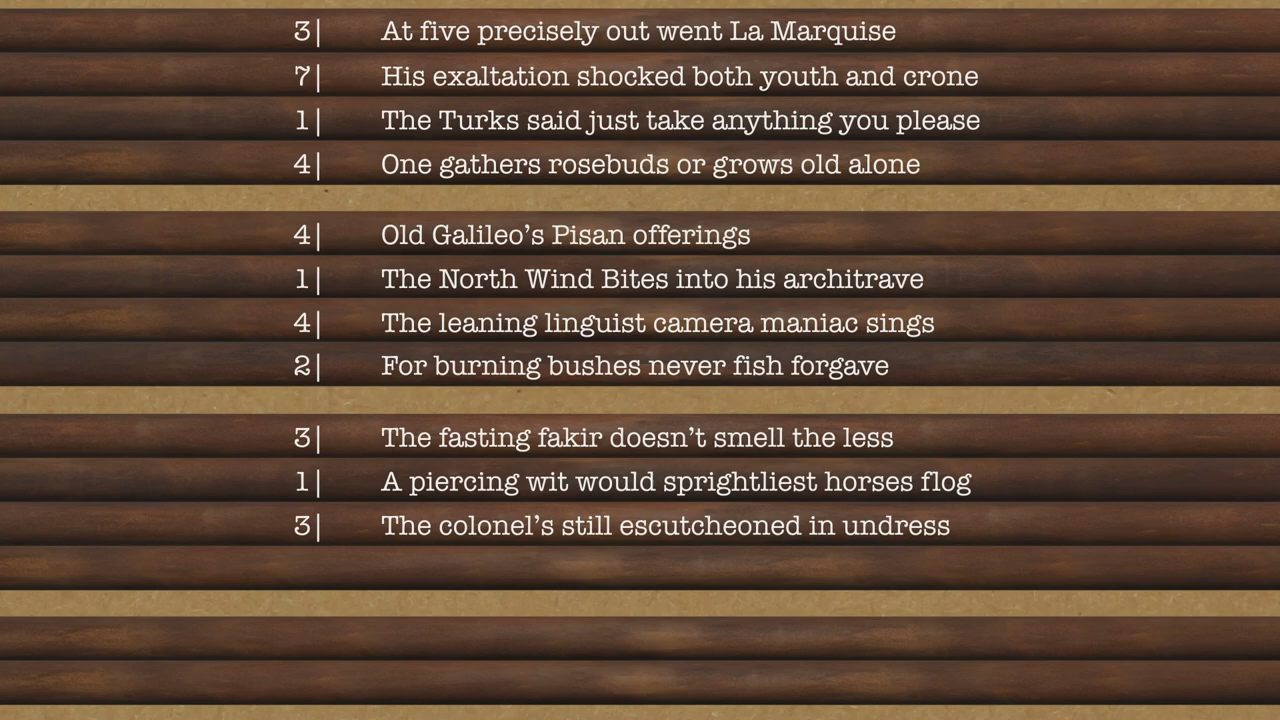 3| At five precisely out went La Marquise
7| His exaltation shocked both youth and crone
1| The Turks said just take anything you please
4| One gathers rosebuds or grows old alone
4| Old Galileo’s Pisan offerings
1| The North Wind Bites into his architrave
4| The leaning linguist camera maniac sings
2| For burning bushes never fish forgave
3| The fasting fakir doesn’t smell the less
1| A piercing wit would sprightliest horses flog
3| The colonel’s still escutcheoned in undress